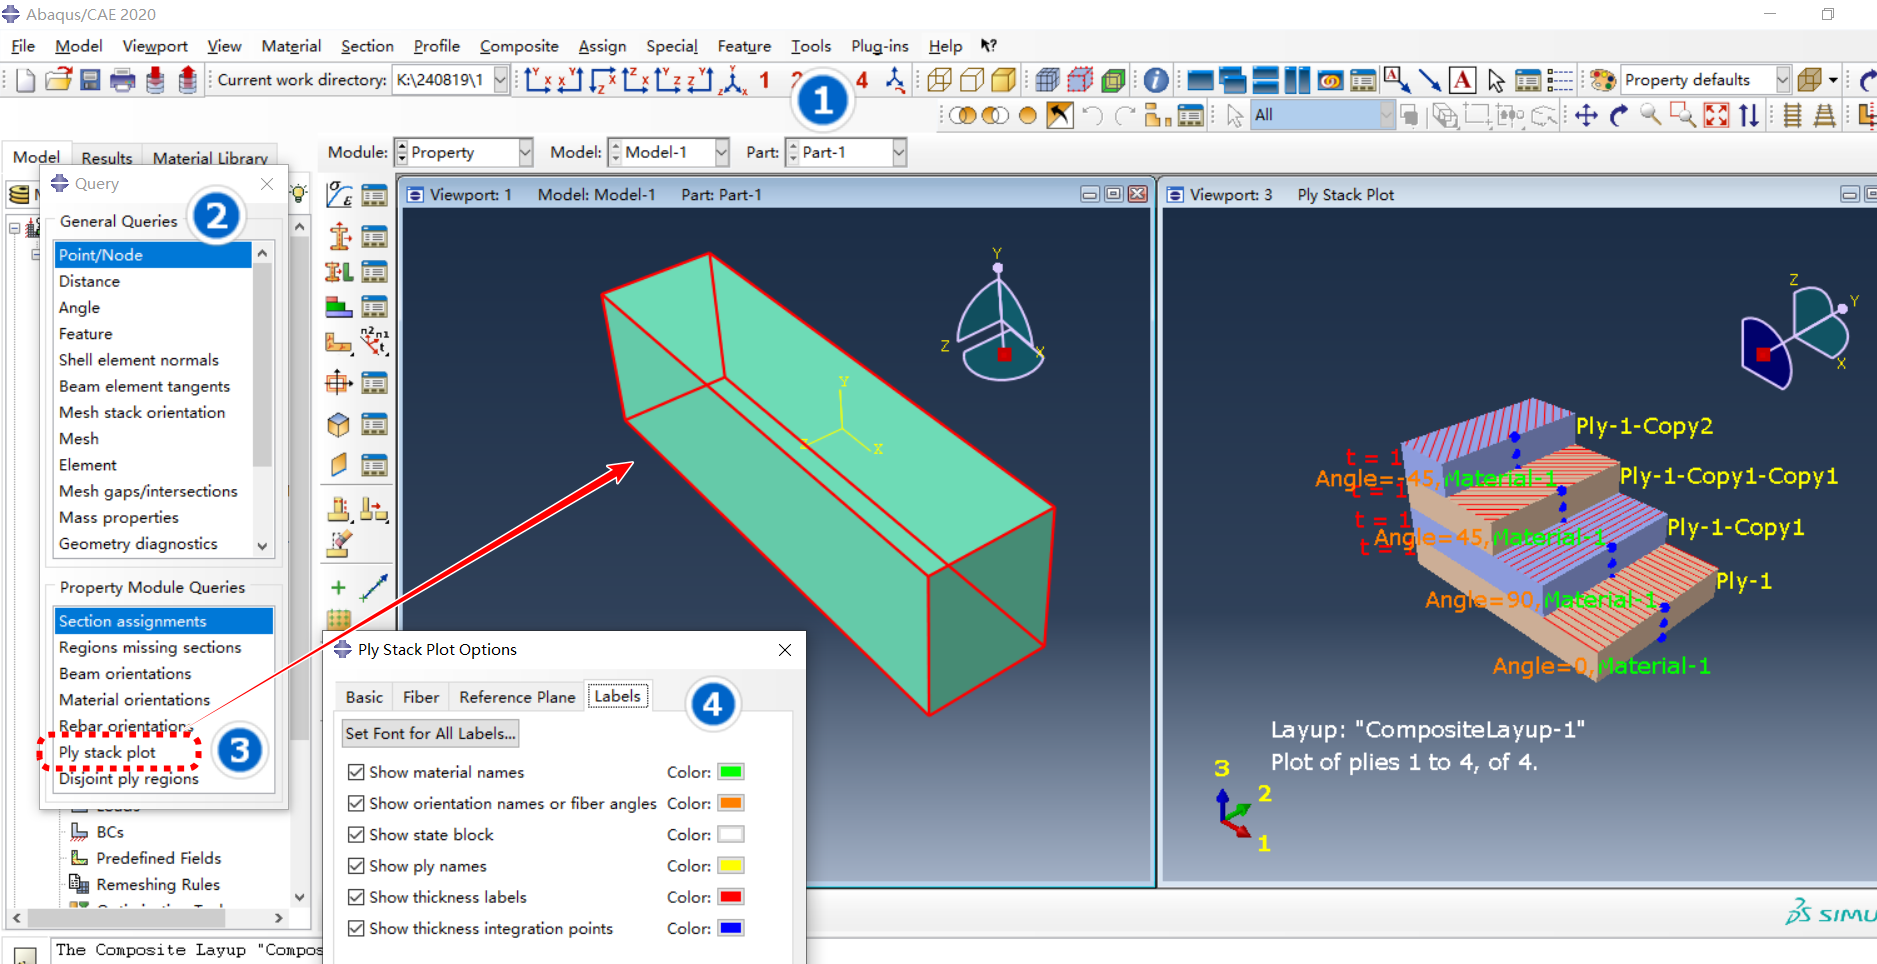 Abaqus/CAE 2020
File Model Viewport View Material Section Profile Composite Assign Special Feature Tools Plug-ins Help
Current work directory: K:\240819\1
1 2 4
Property defaults
1
All
Module: Property Model: Model-1 Part: Part-1
Model Results Material Library
Query
General Queries
2
Point/Node
Distance
Angle
Feature
Shell element normals
Beam element tangents
Mesh stack orientation
Mesh
Element
Mesh gaps/intersections
Mass properties
Geometry diagnostics
Property Module Queries
Section assignments
Regions missing sections
Beam orientations
Material orientations
Rebar orientations
Ply stack plot
3
Disjoint ply regions
BCs
Predefined Fields
Remeshing Rules
The Composite Layup "Compos
Viewport: 1 Model: Model-1 Part: Part-1
Y
Z X
Y
Z X
Ply Stack Plot Options
Basic Fiber Reference Plane Labels
4
Set Font for All Labels...
Show material names Color:
Show orientation names or fiber angles Color:
Show state block Color:
Show ply names Color:
Show thickness labels Color:
Show thickness integration points Color:
Viewport: 3 Ply Stack Plot
Z
Y
X
Ply-1-Copy2
t = 1
Angle=-45,Material-1
Ply-1-Copy1-Copy1
t = 1
Angle=45,Material-1
Ply-1-Copy1
t = 1
Angle=90,Material-1
Ply-1
t = 1
Angle=0,Material-1
Layup: "CompositeLayup-1"
Plot of plies 1 to 4, of 4.
3
2
1
SIMU